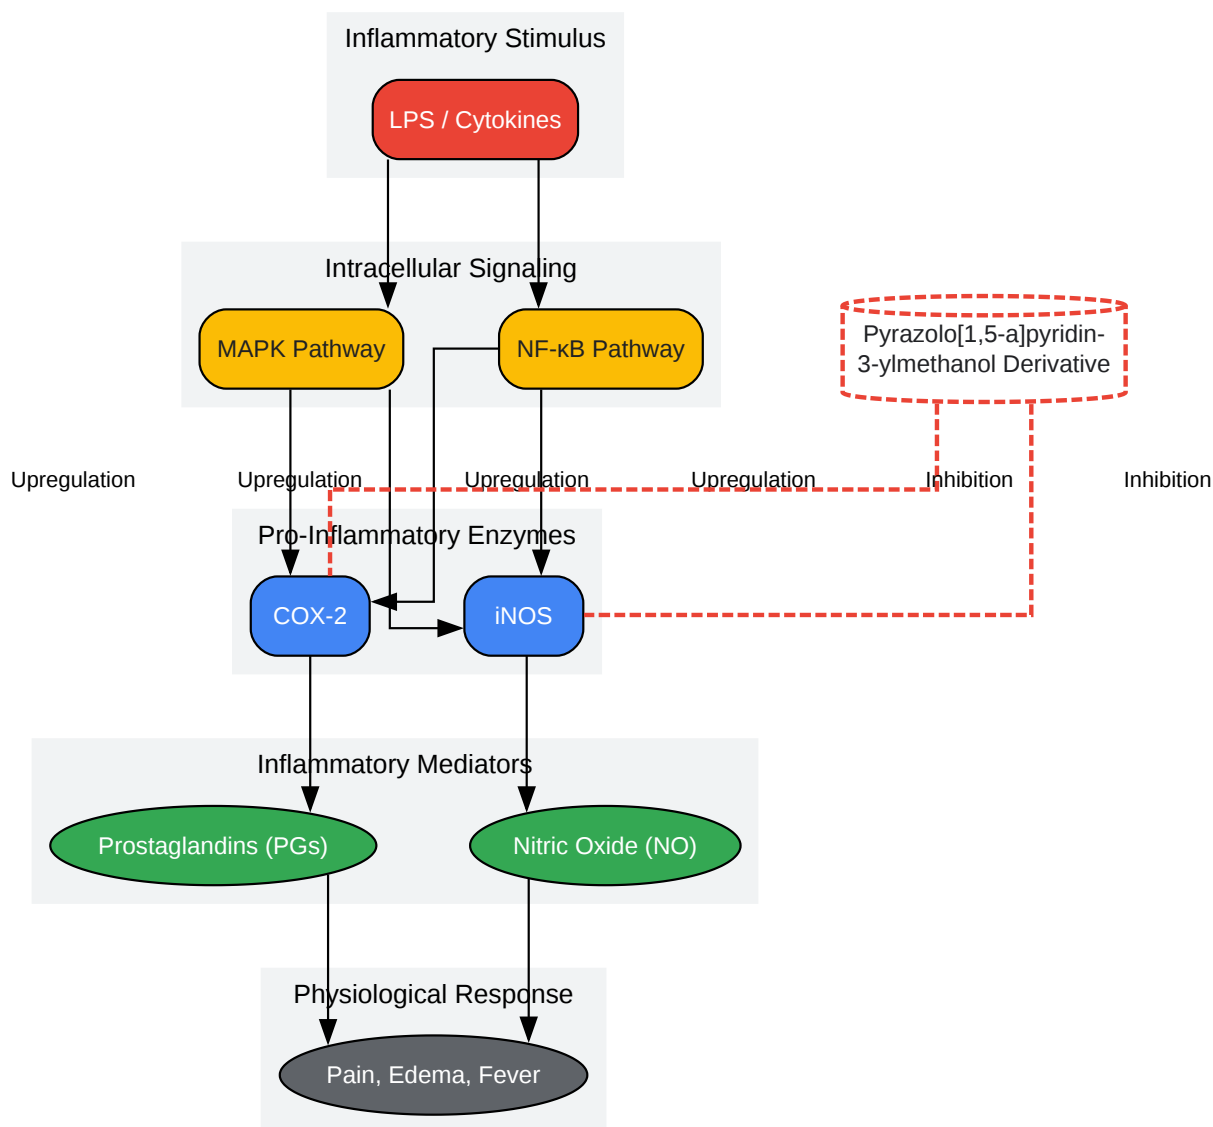 Inflammatory Stimulus
LPS / Cytokines
Intracellular Signaling
MAPK Pathway
NF-κB Pathway
Pyrazolo[1,5-a]pyridin-
3-ylmethanol Derivative
Upregulation
Upregulation
Upregulation
Upregulation
Inhibition
Inhibition
Pro-Inflammatory Enzymes
COX-2
iNOS
Inflammatory Mediators
Prostaglandins (PGs)
Nitric Oxide (NO)
Physiological Response
Pain, Edema, Fever